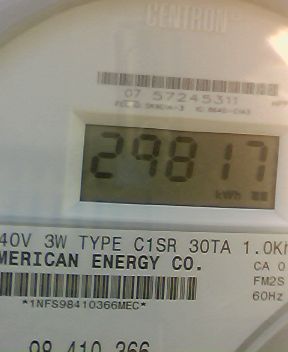 CENTRON
07 57245311
29817
kWh
40V 3W TYPE C1SR 30TA 1.0Kh
MERICAN ENERGY CO.
CA 0
FM2S
60Hz
*1NFS98410366MEC*
98 410 366